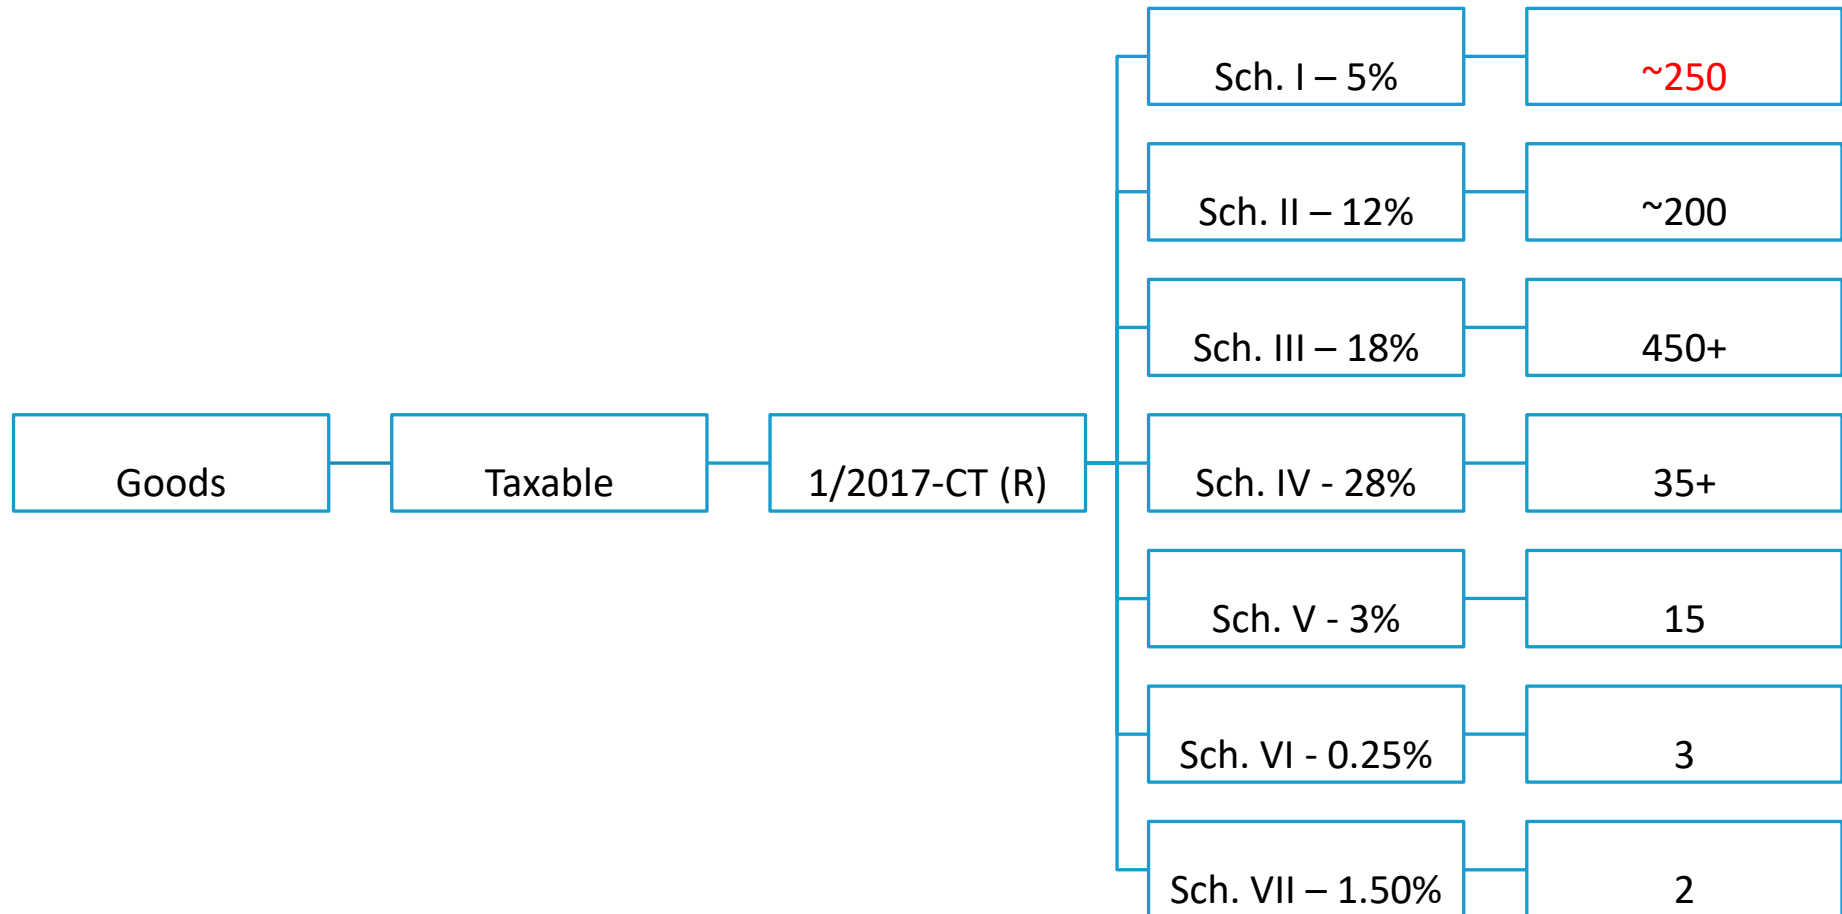 Goods
Taxable
1/2017-CT (R)
Sch. I – 5%
~250
Sch. II – 12%
~200
Sch. III – 18%
450+
Sch. IV - 28%
35+
Sch. V - 3%
15
Sch. VI - 0.25%
3
Sch. VII – 1.50%
2